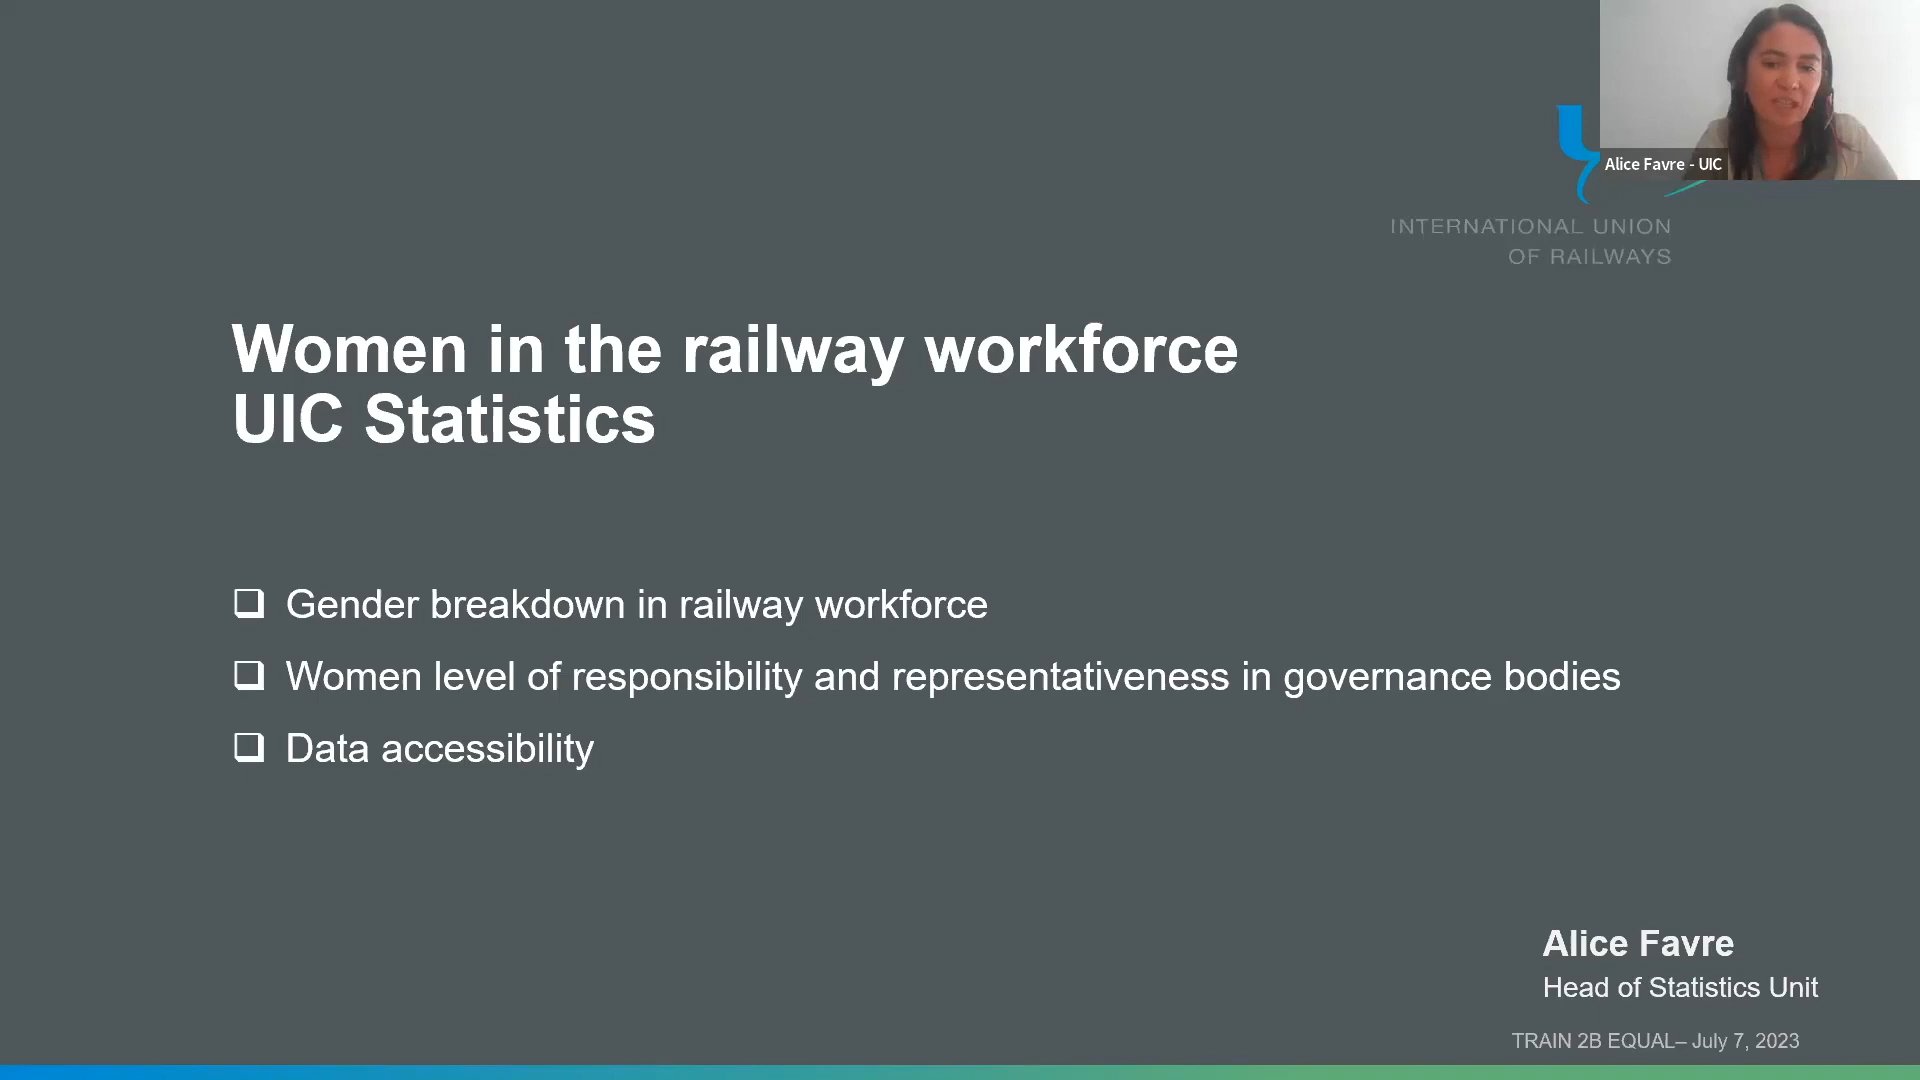 Alice Favre - UIC
INTERNATIONAL UNION
OF RAILWAYS
Women in the railway workforce
UIC Statistics
❑ Gender breakdown in railway workforce
❑ Women level of responsibility and representativeness in governance bodies
❑ Data accessibility
Alice Favre
Head of Statistics Unit
TRAIN 2B EQUAL– July 7, 2023